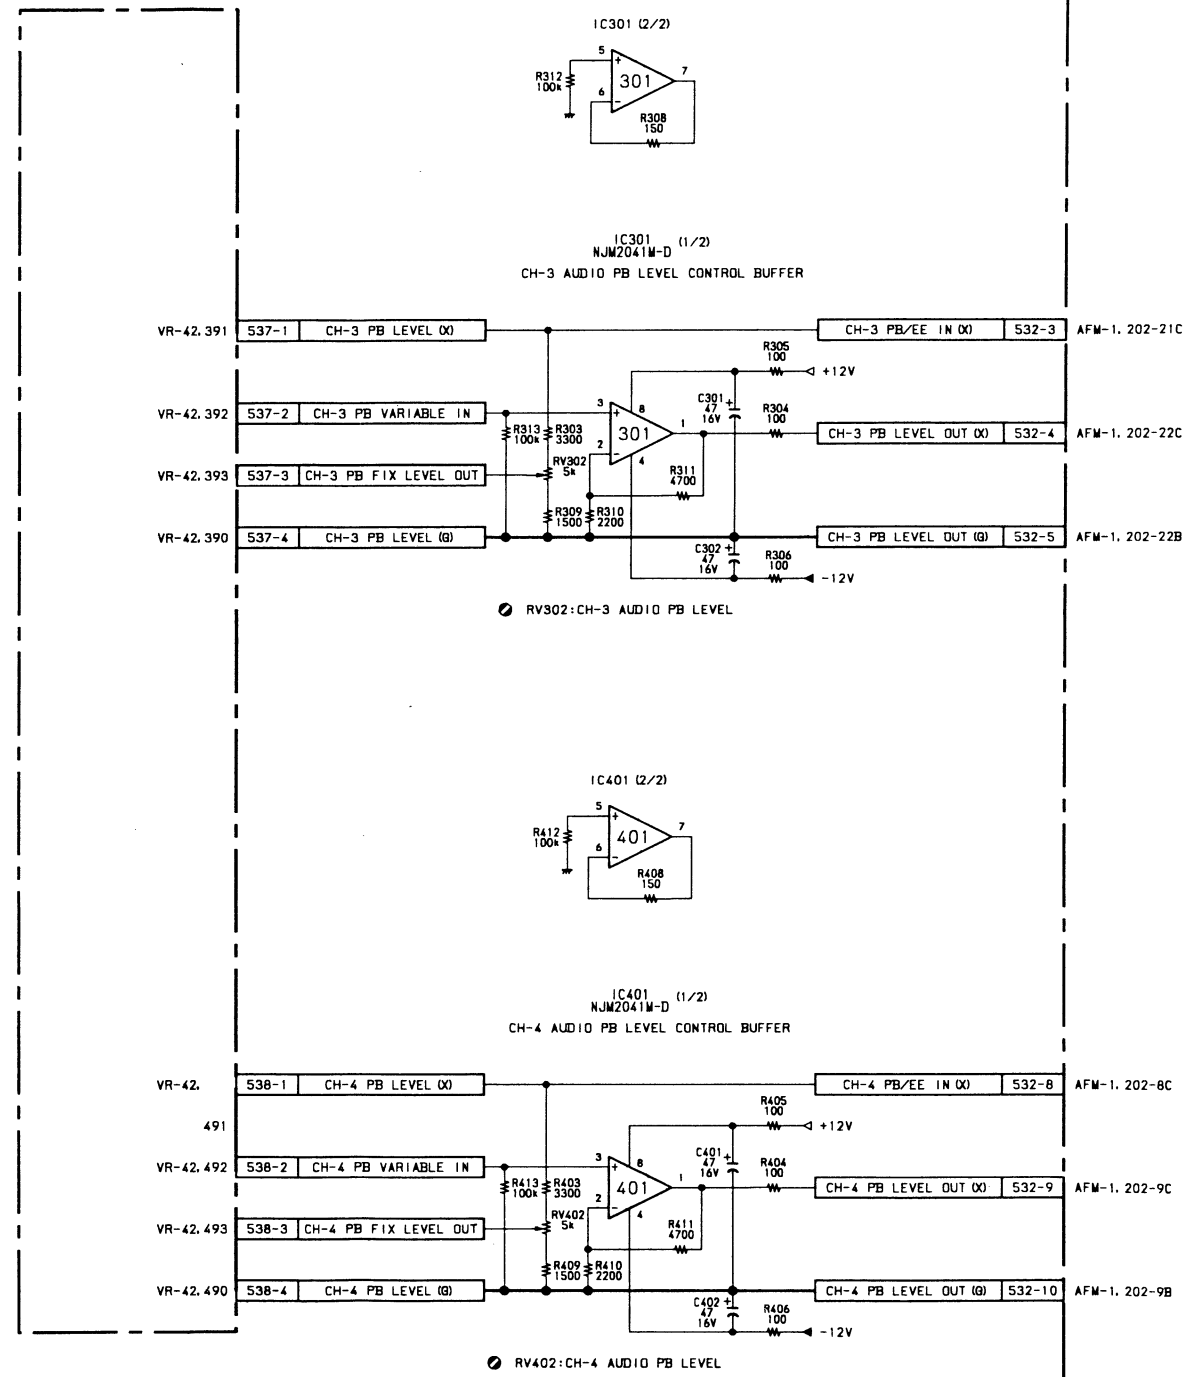 IC301 (2/2)
5
7
R312
100k
+
301
6
-
R308
150
IC301 (1/2)
NJM2041M-D
CH-3 AUDIO PB LEVEL CONTROL BUFFER
VR-42, 391 537-1 CH-3 PB LEVEL (X) CH-3 PB/EE IN (X) 532-3 AFM-1, 202-21C
R305
100
+12V
C301 +
47
16V
VR-42, 392 537-2 CH-3 PB VARIABLE IN 3 + 8
R304
100
R313
100k
R303
3300
2 - 301 1
4
CH-3 PB LEVEL OUT (X) 532-4 AFM-1, 202-22C
RV302
5k
R311
4700
VR-42, 393 537-3 CH-3 PB FIX LEVEL OUT
R309
1500
R310
2200
VR-42, 390 537-4 CH-3 PB LEVEL (G) CH-3 PB LEVEL OUT (G) 532-5 AFM-1, 202-22B
C302 +
47
16V
R306
100
-12V
RV302:CH-3 AUDIO PB LEVEL
IC401 (2/2)
5
7
R412
100k
+
401
6
-
R408
150
IC401 (1/2)
NJM2041M-D
CH-4 AUDIO PB LEVEL CONTROL BUFFER
VR-42, 538-1 CH-4 PB LEVEL (X) CH-4 PB/EE IN (X) 532-8 AFM-1, 202-8C
491
R405
100
+12V
C401 +
47
16V
VR-42, 492 538-2 CH-4 PB VARIABLE IN 3 + 8
R404
100
R413
100k
R403
3300
2 - 401 1
4
CH-4 PB LEVEL OUT (X) 532-9 AFM-1, 202-9C
RV402
5k
R411
4700
VR-42, 493 538-3 CH-4 PB FIX LEVEL OUT
R409
1500
R410
2200
VR-42, 490 538-4 CH-4 PB LEVEL (G) CH-4 PB LEVEL OUT (G) 532-10 AFM-1, 202-9B
C402 +
47
16V
R406
100
-12V
RV402:CH-4 AUDIO PB LEVEL